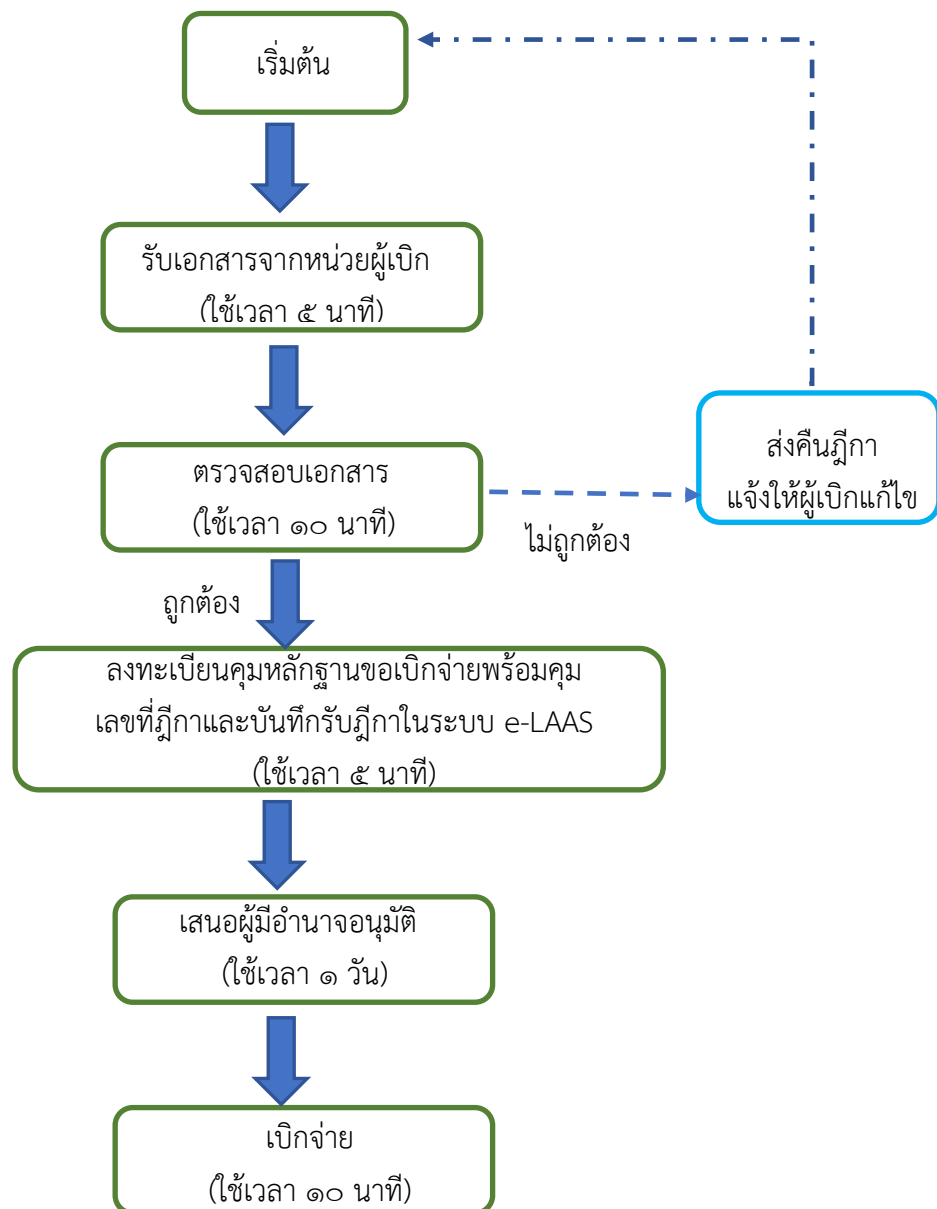 เริ่มต้น
รับเอกสารจากหน่วยผู้เบิก
(ใช้เวลา ๕ นาที)
ตรวจสอบเอกสาร
(ใช้เวลา ๑๐ นาที)
ส่งคืนฎีกา
แจ้งให้ผู้เบิกแก้ไข
ไม่ถูกต้อง
ถูกต้อง
ลงทะเบียนคุมหลักฐานขอเบิกจ่ายพร้อมคุม
เลขที่ฎีกาและบันทึกรับฎีกาในระบบ e-LAAS
(ใช้เวลา ๕ นาที)
เสนอผู้มีอำนาจอนุมัติ
(ใช้เวลา ๑ วัน)
เบิกจ่าย
(ใช้เวลา ๑๐ นาที)